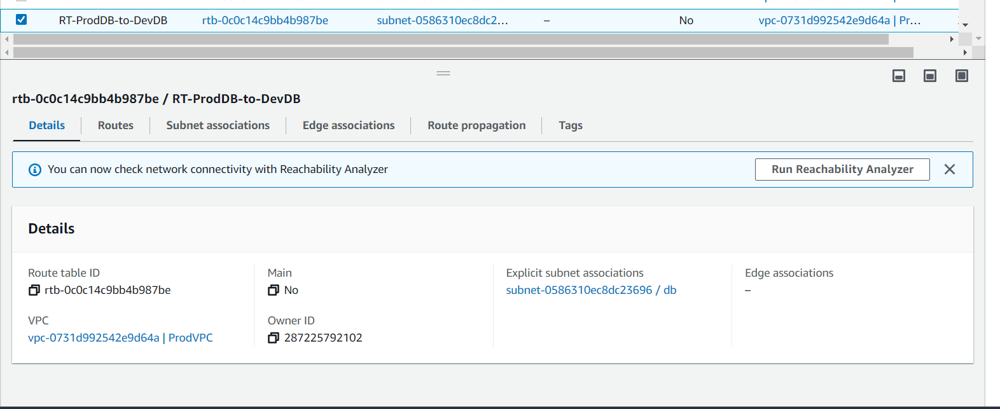 RT-ProdDB-to-DevDB rtb-0c0c14c9bb4b987be subnet-0586310ec8dc2... – No vpc-0731d992542e9d64a | Pr...
rtb-0c0c14c9bb4b987be / RT-ProdDB-to-DevDB
Details Routes Subnet associations Edge associations Route propagation Tags
You can now check network connectivity with Reachability Analyzer Run Reachability Analyzer
Details
Route table ID
rtb-0c0c14c9bb4b987be
VPC
vpc-0731d992542e9d64a | ProdVPC
Main
No
Owner ID
287225792102
Explicit subnet associations
subnet-0586310ec8dc23696 / db
Edge associations
–